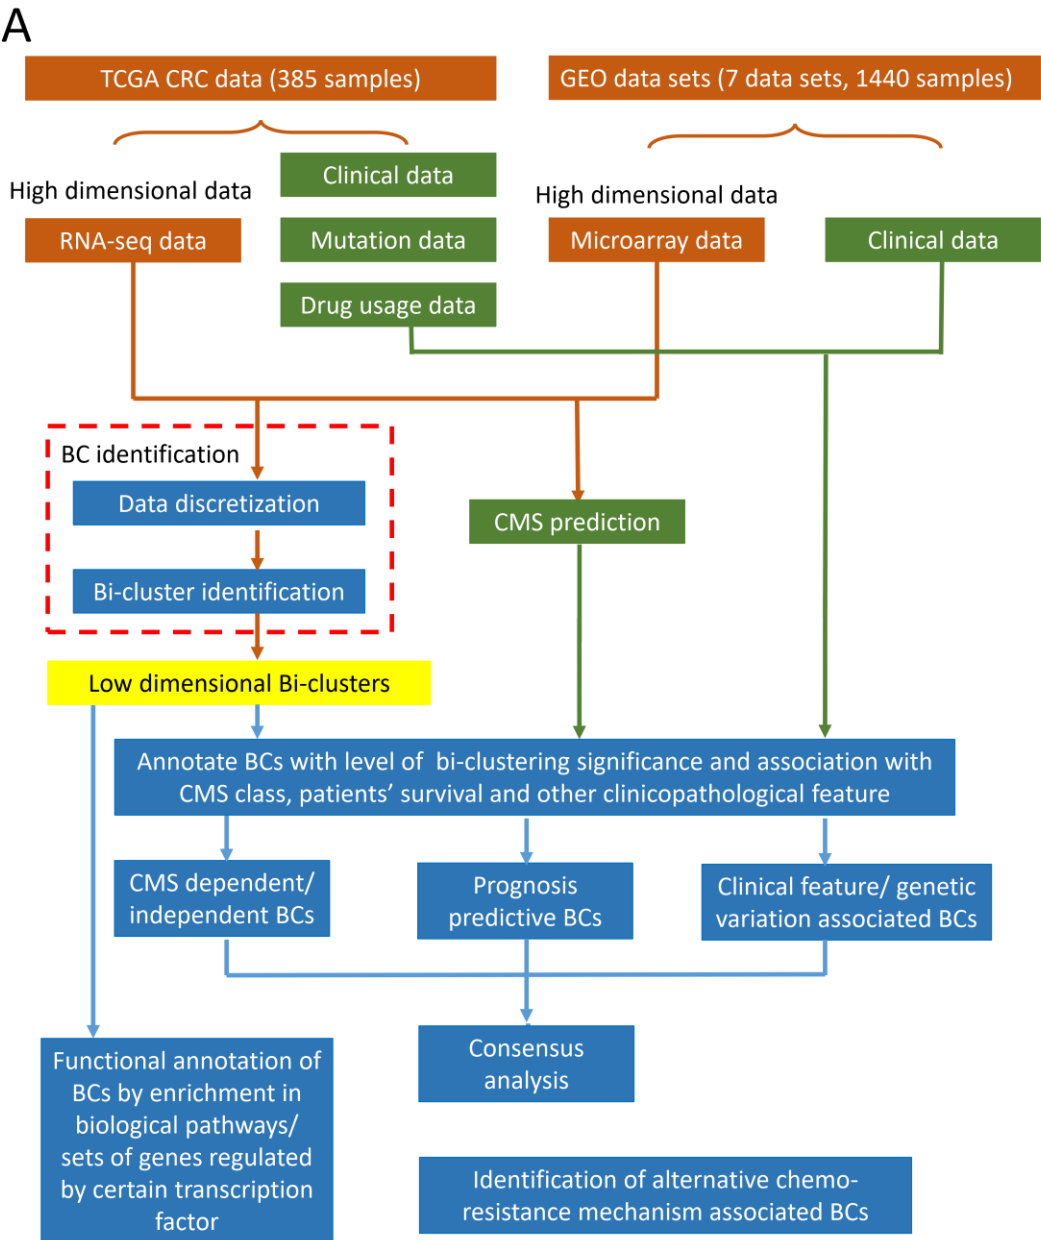 A
TCGA CRC data (385 samples)
GEO data sets (7 data sets, 1440 samples)
High dimensional data
RNA-seq data
Clinical data
Mutation data
Drug usage data
High dimensional data
Microarray data
Clinical data
BC identification
Data discretization
Bi-cluster identification
CMS prediction
Low dimensional Bi-clusters
Annotate BCs with level of bi-clustering significance and association with
CMS class, patients’ survival and other clinicopathological feature
CMS dependent/
independent BCs
Prognosis
predictive BCs
Clinical feature/ genetic
variation associated BCs
Functional annotation of
BCs by enrichment in
biological pathways/
sets of genes regulated
by certain transcription
factor
Consensus
analysis
Identification of alternative chemo-
resistance mechanism associated BCs